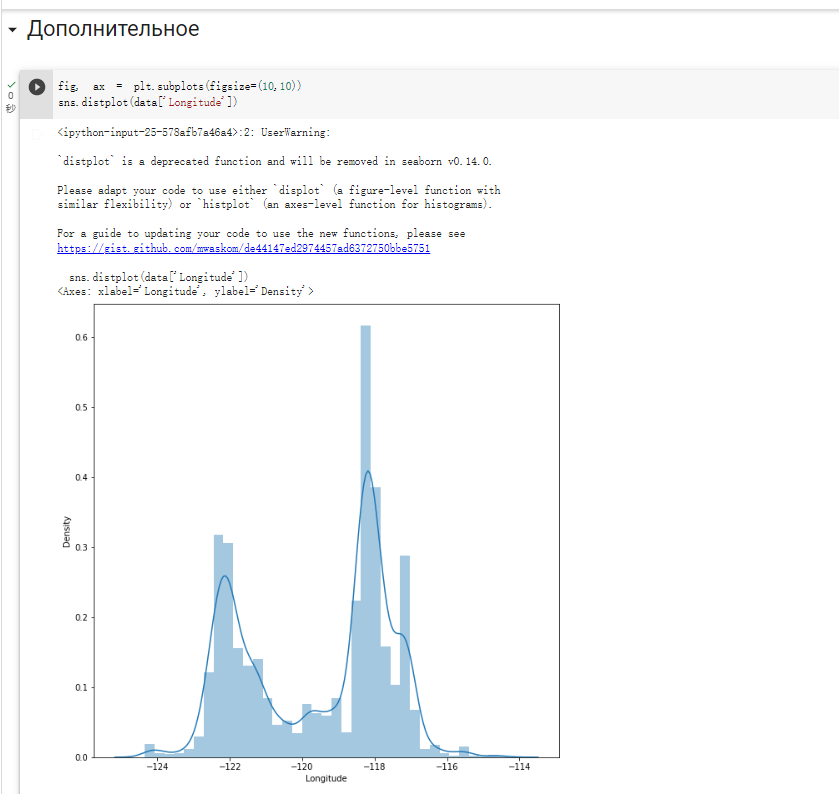 Дополнительное
0
秒
fig, ax = plt.subplots(figsize=(10,10))
sns.distplot(data['Longitude'])
<ipython-input-25-578afb7a46a4>:2: UserWarning:
`distplot` is a deprecated function and will be removed in seaborn v0.14.0.
Please adapt your code to use either `displot` (a figure-level function with
similar flexibility) or `histplot` (an axes-level function for histograms).
For a guide to updating your code to use the new functions, please see
https://gist.github.com/mwaskom/de44147ed2974457ad6372750bbe5751
sns.distplot(data['Longitude'])
<Axes: xlabel='Longitude', ylabel='Density'>
0.6
0.5
0.4
Density
0.3
0.2
0.1
0.0
−124 −122 −120 −118 −116 −114
Longitude